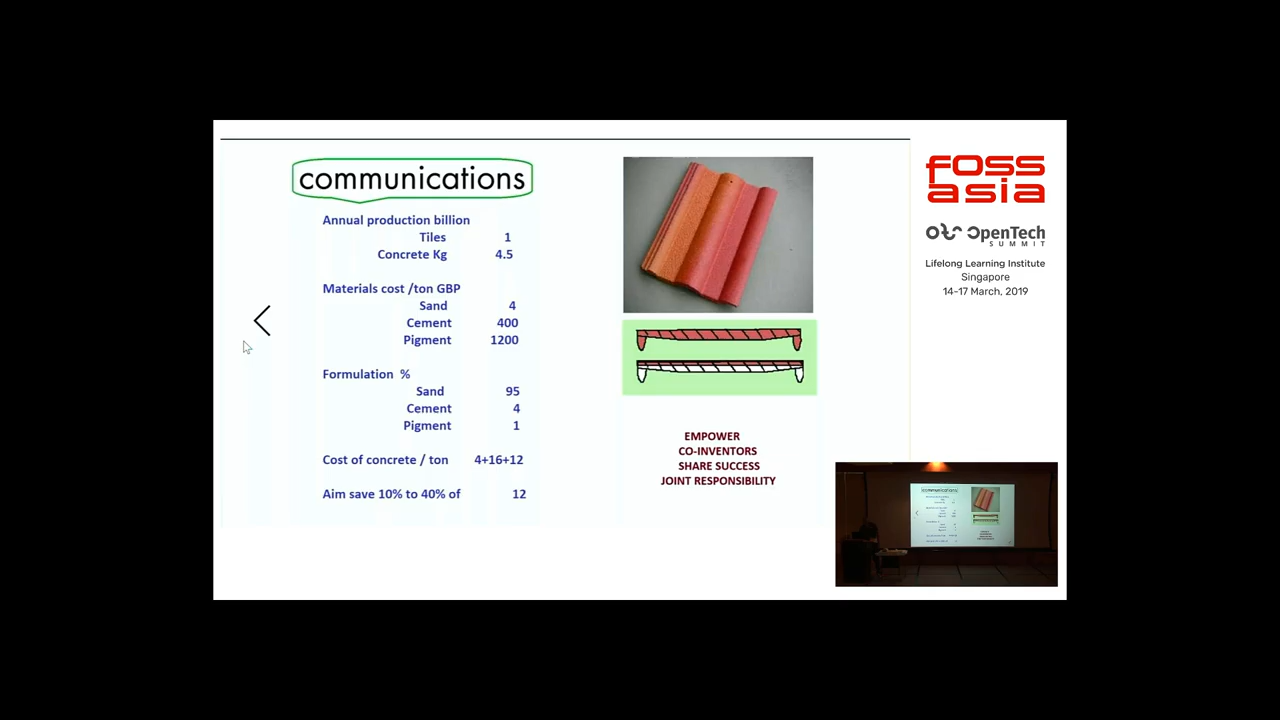 communications
Annual production billion
Tiles 1
Concrete Kg 4.5
Materials cost /ton GBP
Sand 4
Cement 400
Pigment 1200
Formulation %
Sand 95
Cement 4
Pigment 1
Cost of concrete / ton 4+16+12
Aim save 10% to 40% of 12
EMPOWER
CO-INVENTORS
SHARE SUCCESS
JOINT RESPONSIBILITY
FOSS
ASIA
OpenTech
SUMMIT
Lifelong Learning Institute
Singapore
14-17 March, 2019
communications